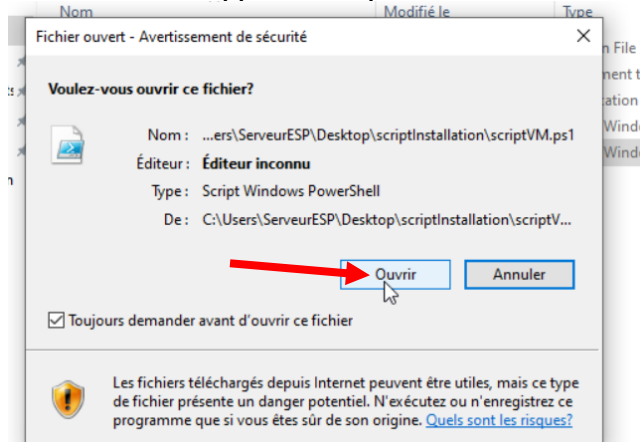 Nom Modifié le Type
Fichier ouvert - Avertissement de sécurité
Voulez-vous ouvrir ce fichier?
Nom : ...ers\ServeurESP\Desktop\scriptInstallation\scriptVM.ps1
Éditeur : Éditeur inconnu
Type : Script Windows PowerShell
De : C:\Users\ServeurESP\Desktop\scriptInstallation\scriptV...
Ouvrir Annuler
Toujours demander avant d'ouvrir ce fichier
Les fichiers téléchargés depuis Internet peuvent être utiles, mais ce type
de fichier présente un danger potentiel. N'exécutez ou n'enregistrez ce
programme que si vous êtes sûr de son origine. Quels sont les risques?